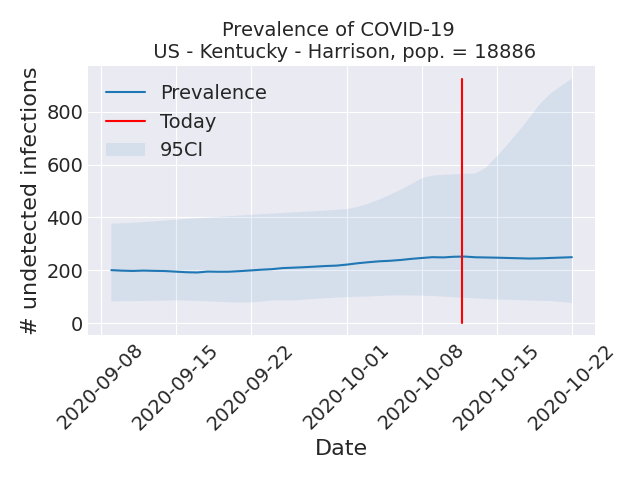 Prevalence of COVID-19
US - Kentucky - Harrison, pop. = 18886
# undetected infections
800
600
400
200
0
Prevalence
Today
95CI
2020-09-08
2020-09-15
2020-09-22
2020-10-01
2020-10-08
2020-10-15
2020-10-22
Date